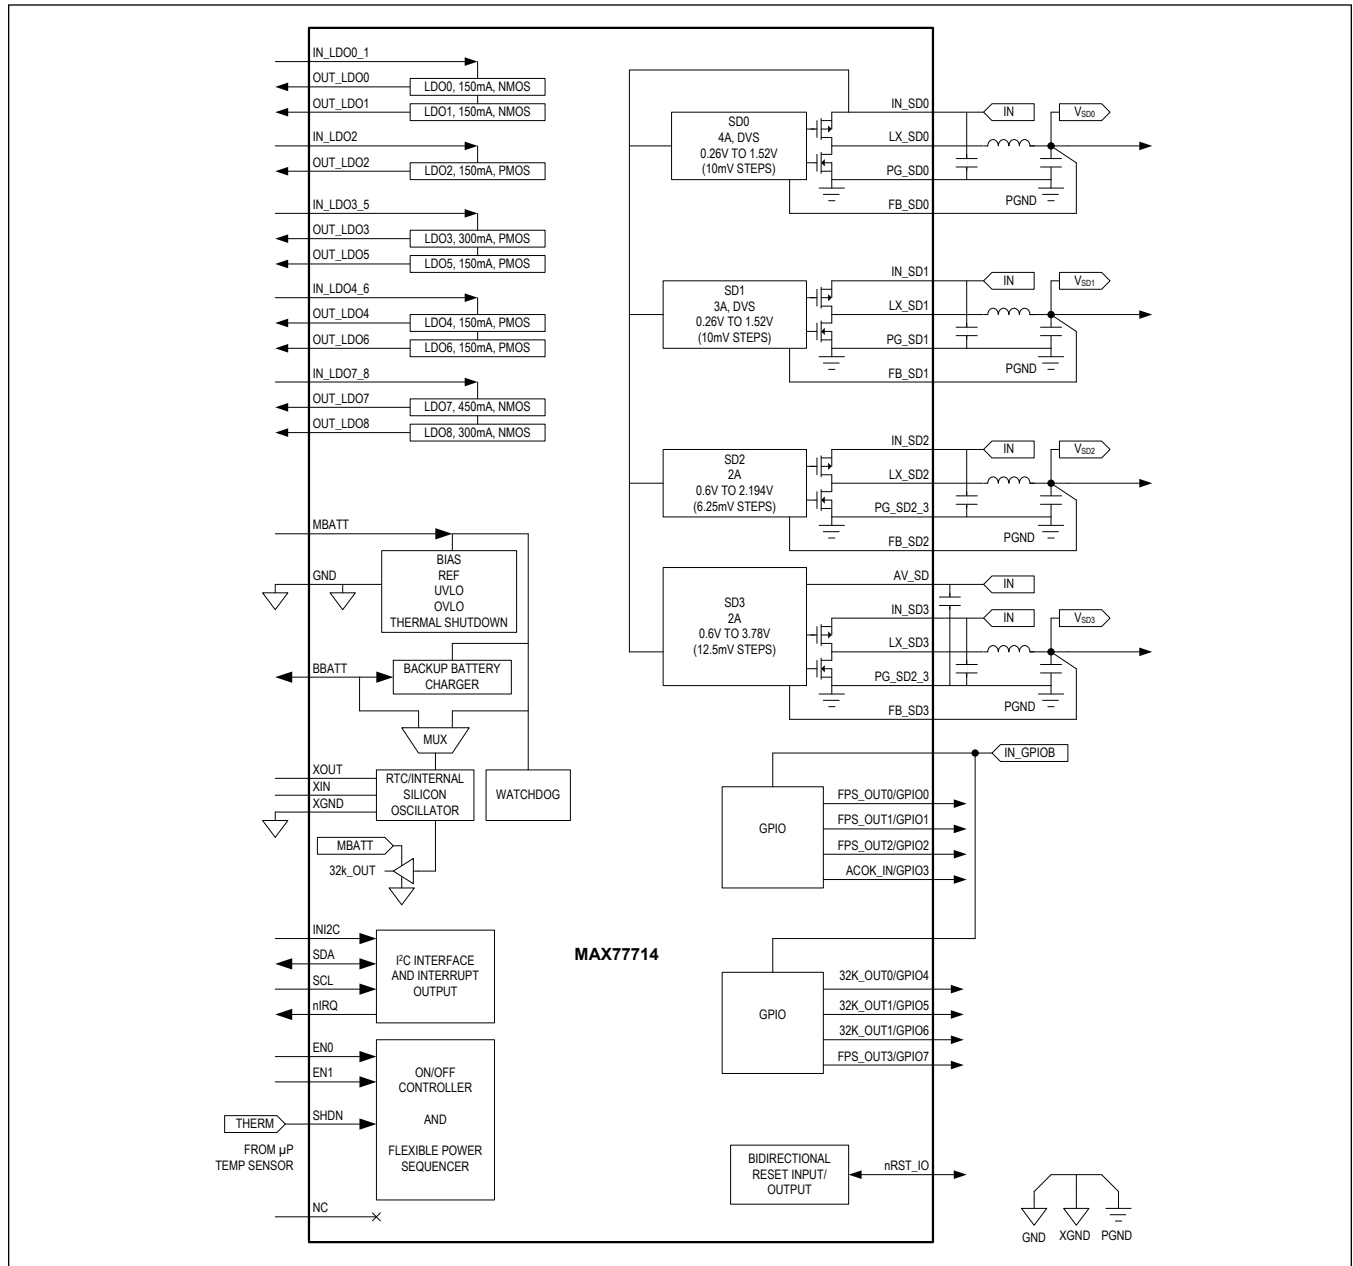 IN_LDO0_1
OUT_LDO0
LDO0, 150mA, NMOS
OUT_LDO1
LDO1, 150mA, NMOS
IN_LDO2
OUT_LDO2
LDO2, 150mA, PMOS
IN_LDO3_5
OUT_LDO3
LDO3, 300mA, PMOS
OUT_LDO5
LDO5, 150mA, PMOS
IN_LDO4_6
OUT_LDO4
LDO4, 150mA, PMOS
OUT_LDO6
LDO6, 150mA, PMOS
IN_LDO7_8
OUT_LDO7
LDO7, 450mA, NMOS
OUT_LDO8
LDO8, 300mA, NMOS
MBATT
GND
BIAS
REF
UVLO
OVLO
THERMAL SHUTDOWN
BBATT
BACKUP BATTERY
CHARGER
MUX
XOUT
XIN
XGND
RTC/INTERNAL
SILICON
OSCILLATOR
WATCHDOG
MBATT
32k_OUT
INI2C
SDA
SCL
nIRQ
I²C INTERFACE
AND INTERRUPT
OUTPUT
EN0
EN1
THERM
SHDN
FROM µP
TEMP SENSOR
ON/OFF
CONTROLLER
AND
FLEXIBLE POWER
SEQUENCER
NC
MAX77714
SD0
4A, DVS
0.26V TO 1.52V
(10mV STEPS)
IN_SD0
IN
VSD0
LX_SD0
PG_SD0
PGND
FB_SD0
SD1
3A, DVS
0.26V TO 1.52V
(10mV STEPS)
IN_SD1
IN
VSD1
LX_SD1
PG_SD1
PGND
FB_SD1
SD2
2A
0.6V TO 2.194V
(6.25mV STEPS)
IN_SD2
IN
VSD2
LX_SD2
PG_SD2_3
PGND
FB_SD2
SD3
2A
0.6V TO 3.78V
(12.5mV STEPS)
AV_SD
IN
IN_SD3
IN
VSD3
LX_SD3
PG_SD2_3
PGND
FB_SD3
IN_GPIOB
GPIO
FPS_OUT0/GPIO0
FPS_OUT1/GPIO1
FPS_OUT2/GPIO2
ACOK_IN/GPIO3
GPIO
32K_OUT0/GPIO4
32K_OUT1/GPIO5
32K_OUT1/GPIO6
FPS_OUT3/GPIO7
BIDIRECTIONAL
RESET INPUT/
OUTPUT
nRST_IO
GND
XGND
PGND